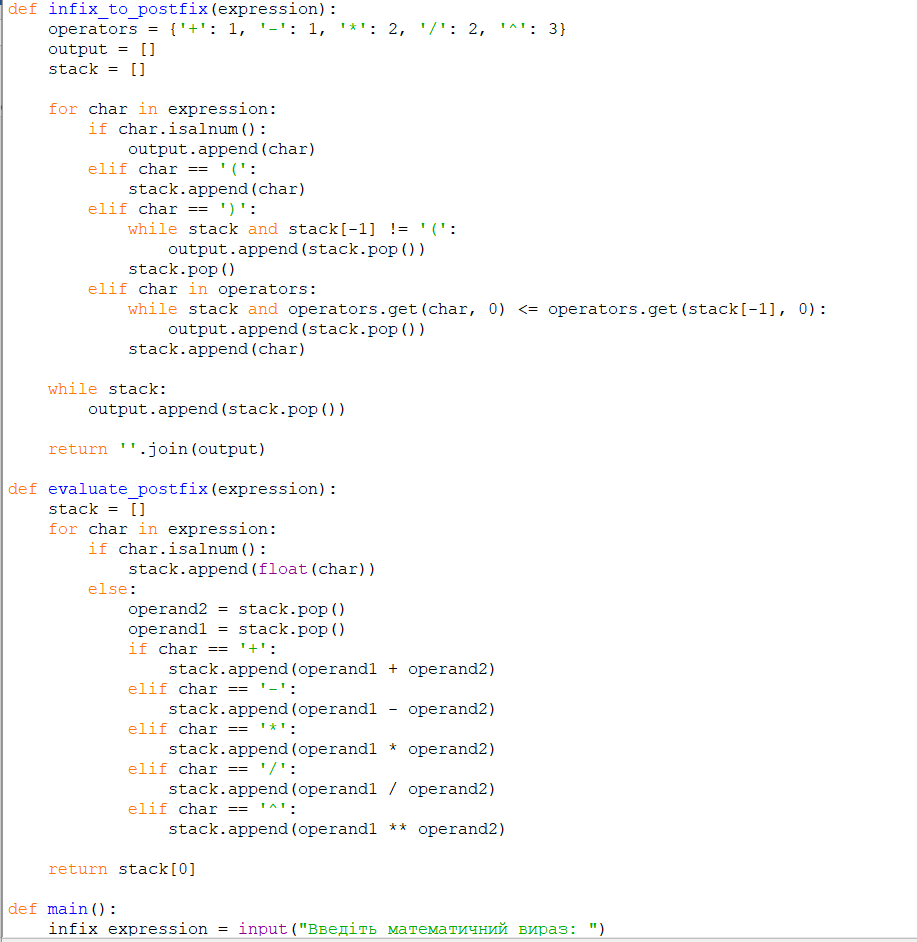 def infix_to_postfix(expression):
    operators = {'+': 1, '-': 1, '*': 2, '/': 2, '^': 3}
    output = []
    stack = []

    for char in expression:
        if char.isalnum():
            output.append(char)
        elif char == '(':
            stack.append(char)
        elif char == ')':
            while stack and stack[-1] != '(':
                output.append(stack.pop())
            stack.pop()
        elif char in operators:
            while stack and operators.get(char, 0) <= operators.get(stack[-1], 0):
                output.append(stack.pop())
            stack.append(char)

    while stack:
        output.append(stack.pop())

    return ''.join(output)

def evaluate_postfix(expression):
    stack = []
    for char in expression:
        if char.isalnum():
            stack.append(float(char))
        else:
            operand2 = stack.pop()
            operand1 = stack.pop()
            if char == '+':
                stack.append(operand1 + operand2)
            elif char == '-':
                stack.append(operand1 - operand2)
            elif char == '*':
                stack.append(operand1 * operand2)
            elif char == '/':
                stack.append(operand1 / operand2)
            elif char == '^':
                stack.append(operand1 ** operand2)

    return stack[0]

def main():
    infix_expression = input("Введіть математичний вираз: ")